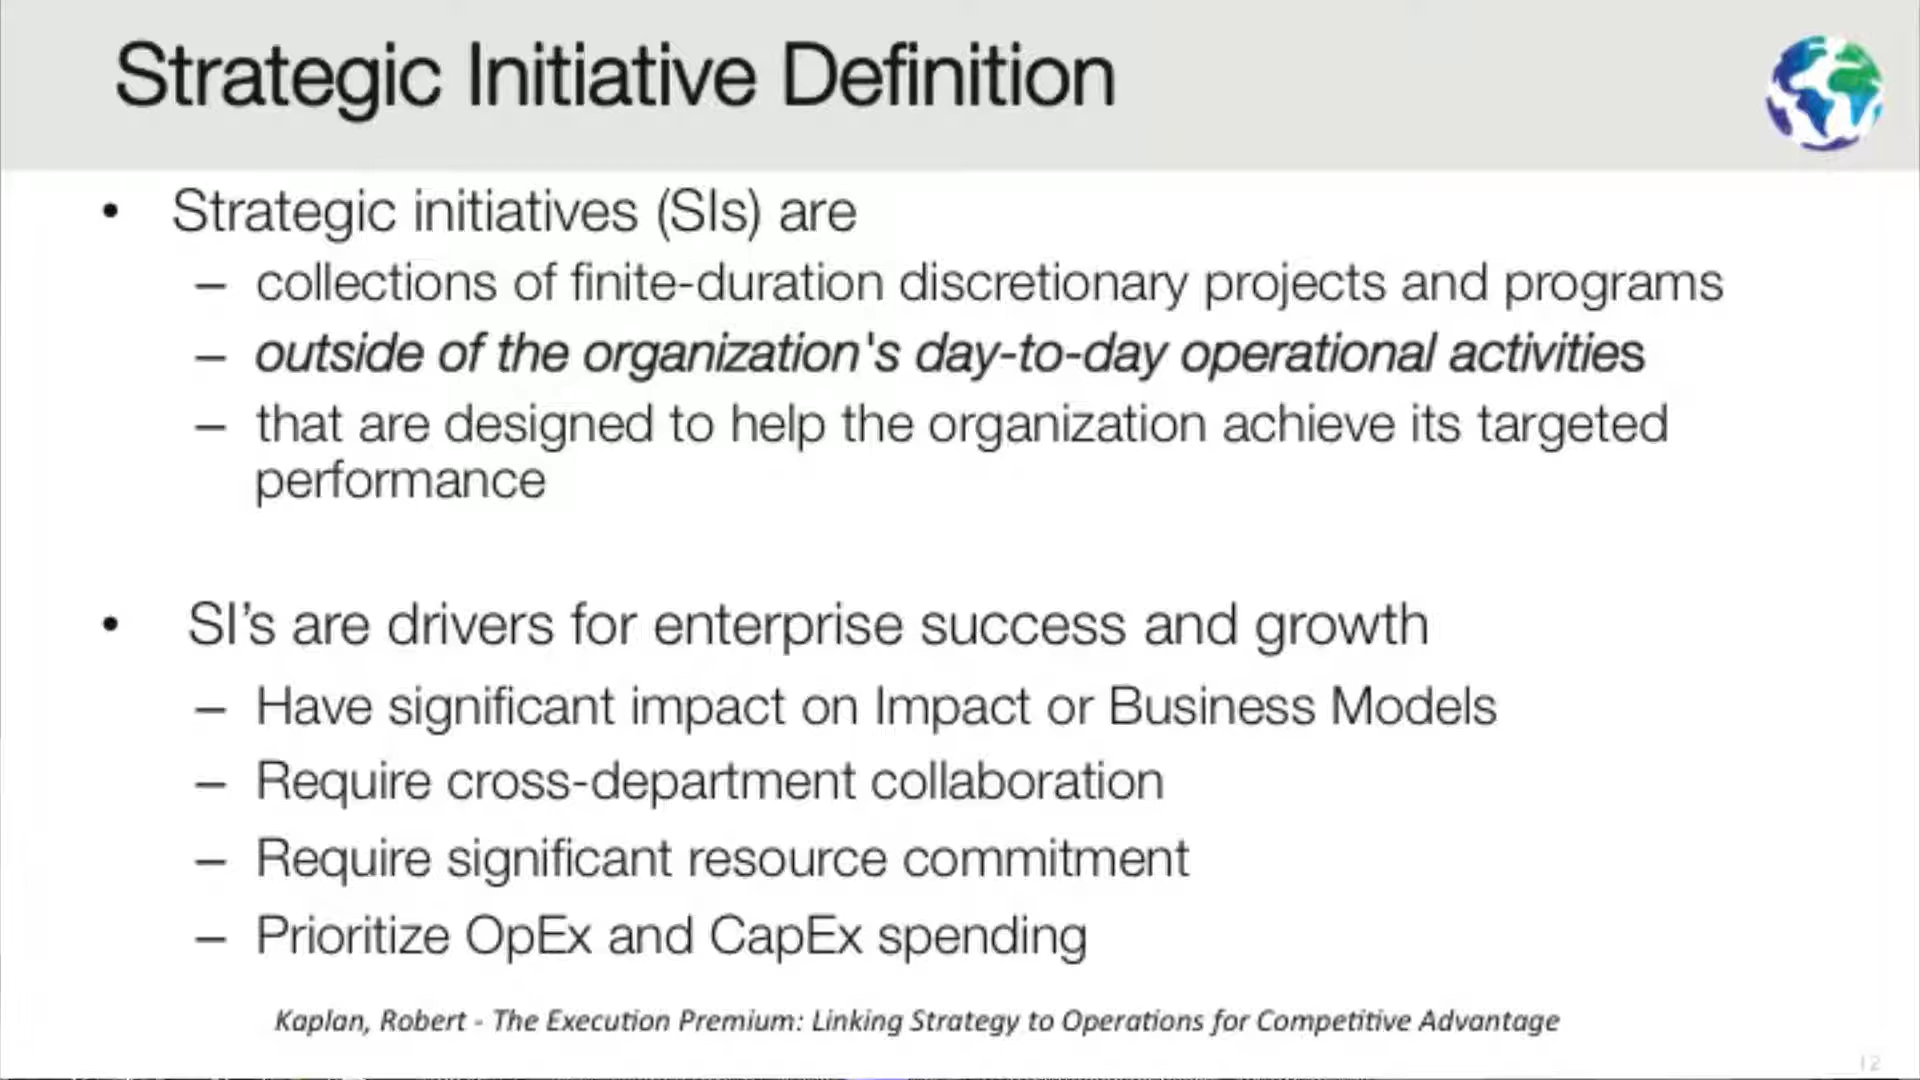 Strategic Initiative Definition
• Strategic initiatives (SIs) are
– collections of finite-duration discretionary projects and programs
– outside of the organization's day-to-day operational activities
– that are designed to help the organization achieve its targeted
performance
• SI’s are drivers for enterprise success and growth
– Have significant impact on Impact or Business Models
– Require cross-department collaboration
– Require significant resource commitment
– Prioritize OpEx and CapEx spending
Kaplan, Robert - The Execution Premium: Linking Strategy to Operations for Competitive Advantage
12